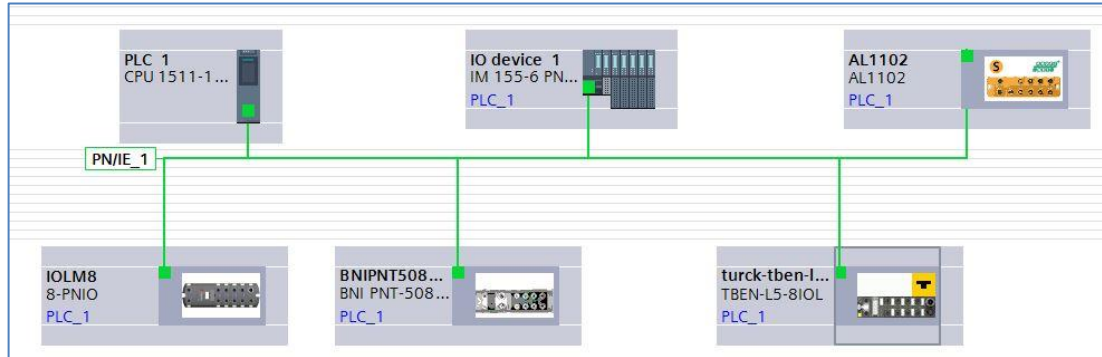 PLC_1
CPU 1511-1...
IO device_1
IM 155-6 PN...
PLC_1
AL1102
AL1102
PLC_1
PN/IE_1
IOLM8
8-PNIO
PLC_1
BNIPNT508...
BNI PNT-508...
PLC_1
turck-tben-l...
TBEN-L5-8IOL
PLC_1